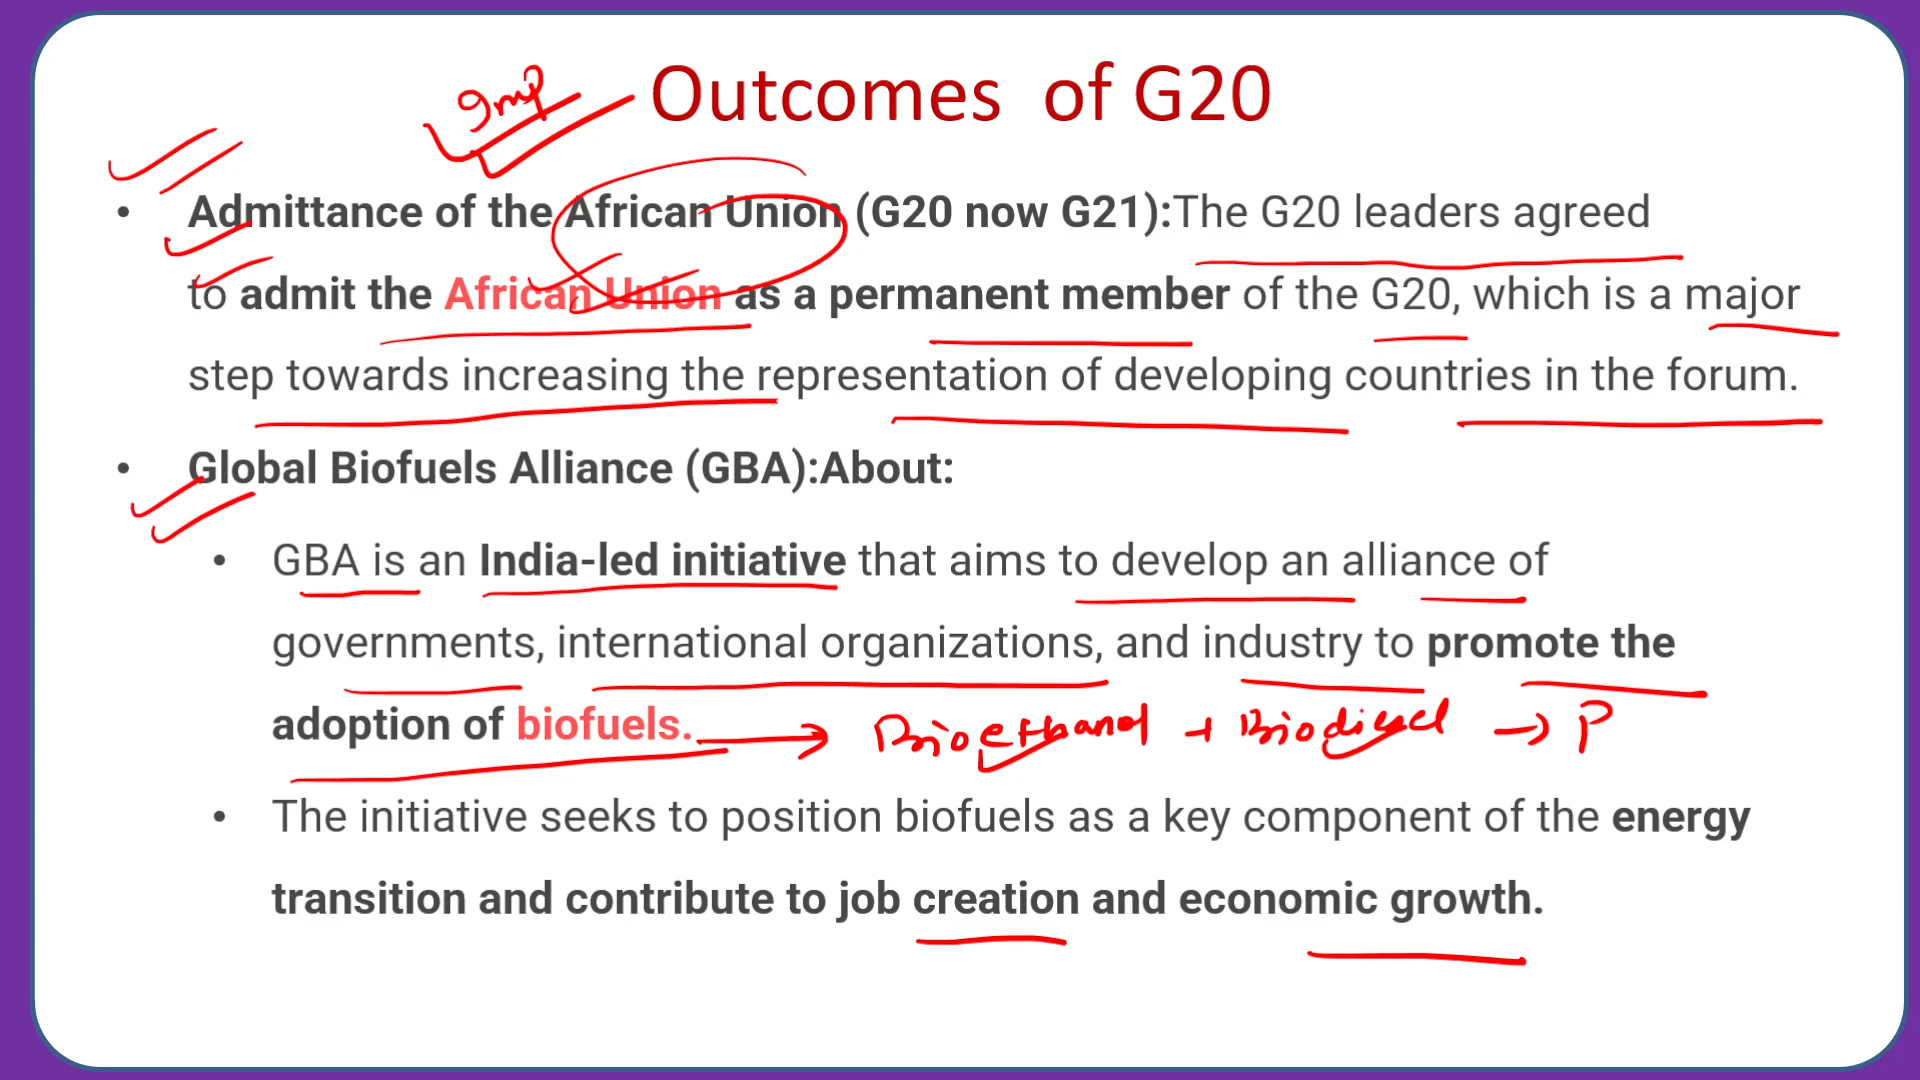 Imp
Outcomes of G20
• Admittance of the African Union (G20 now G21):The G20 leaders agreed
to admit the African Union as a permanent member of the G20, which is a major
step towards increasing the representation of developing countries in the forum.
• Global Biofuels Alliance (GBA):About:
• GBA is an India-led initiative that aims to develop an alliance of
governments, international organizations, and industry to promote the
adoption of biofuels. → Bioethanol + Biodiesel → P
• The initiative seeks to position biofuels as a key component of the energy
transition and contribute to job creation and economic growth.